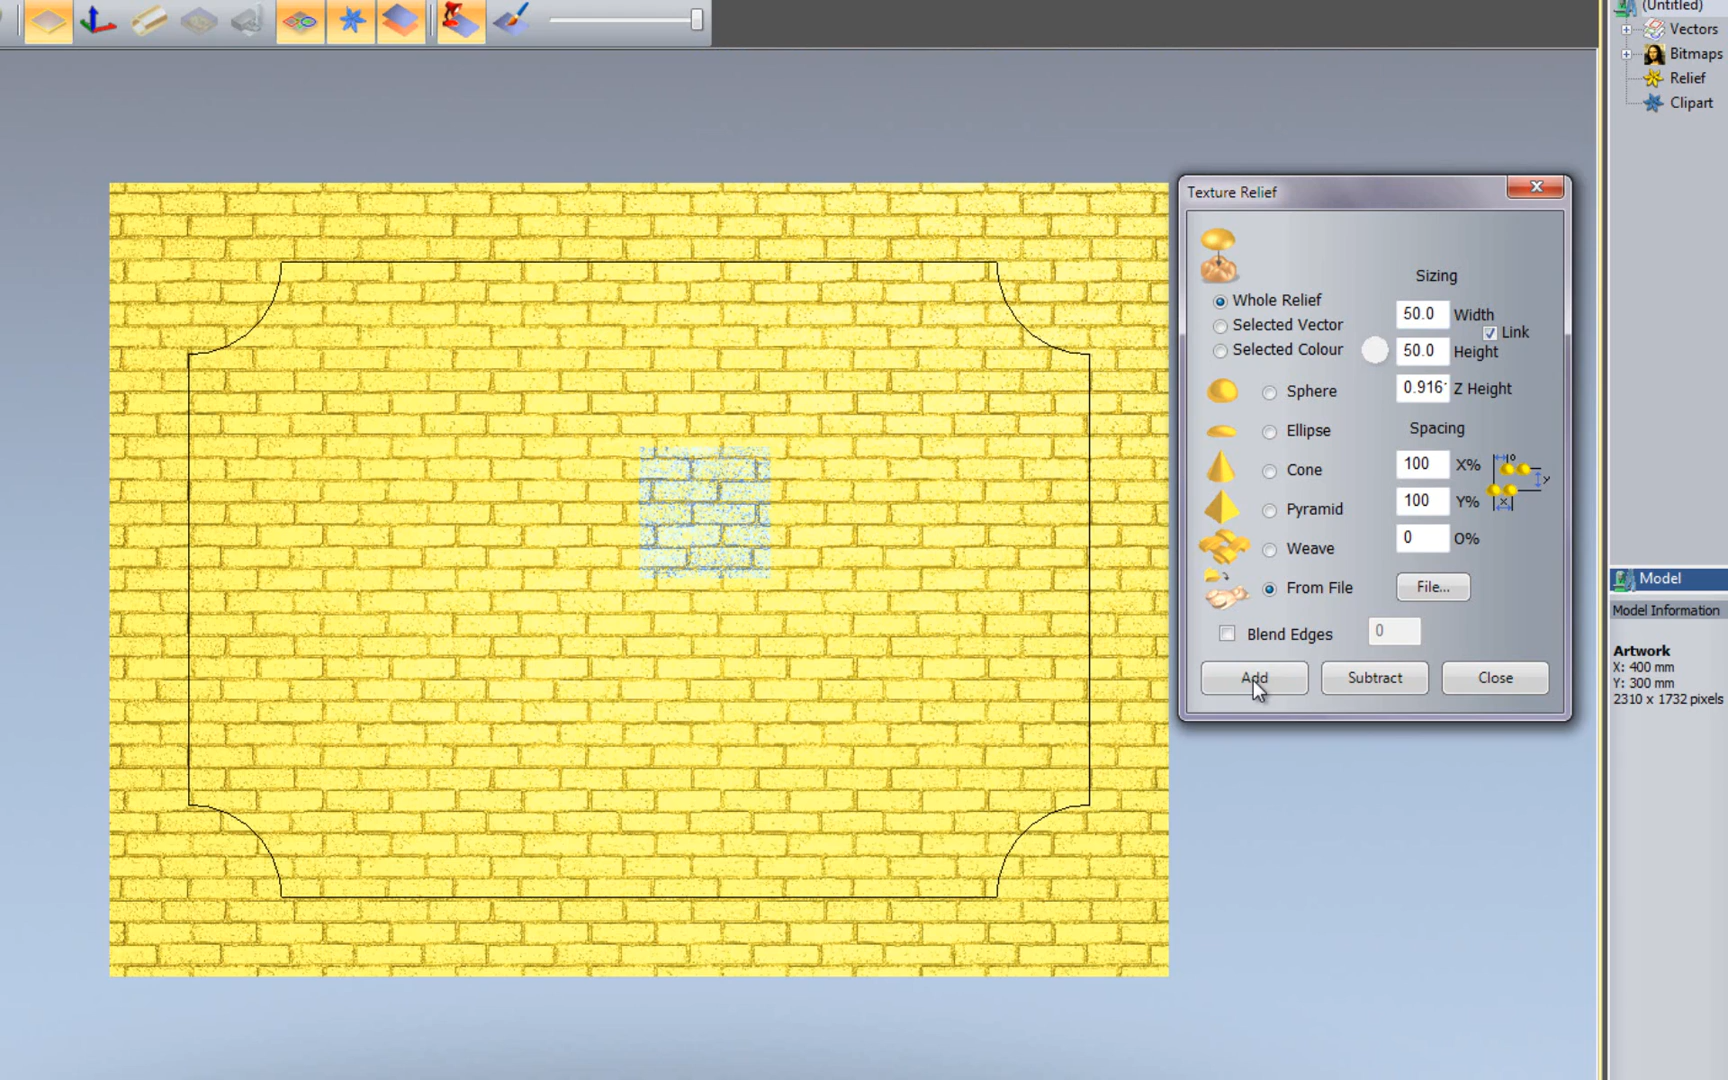 (Untitled)
Vectors
Bitmaps
Relief
Clipart
Texture Relief
Sizing
Whole Relief
50.0 Width
Selected Vector
Link
Selected Colour
50.0 Height
Sphere
0.916 Z Height
Ellipse
Spacing
Cone
100 X%
Pyramid
100 Y%
Weave
0 O%
From File
File...
Blend Edges
0
Add
Subtract
Close
Model
Model Information
Artwork
X: 400 mm
Y: 300 mm
2310 x 1732 pixels